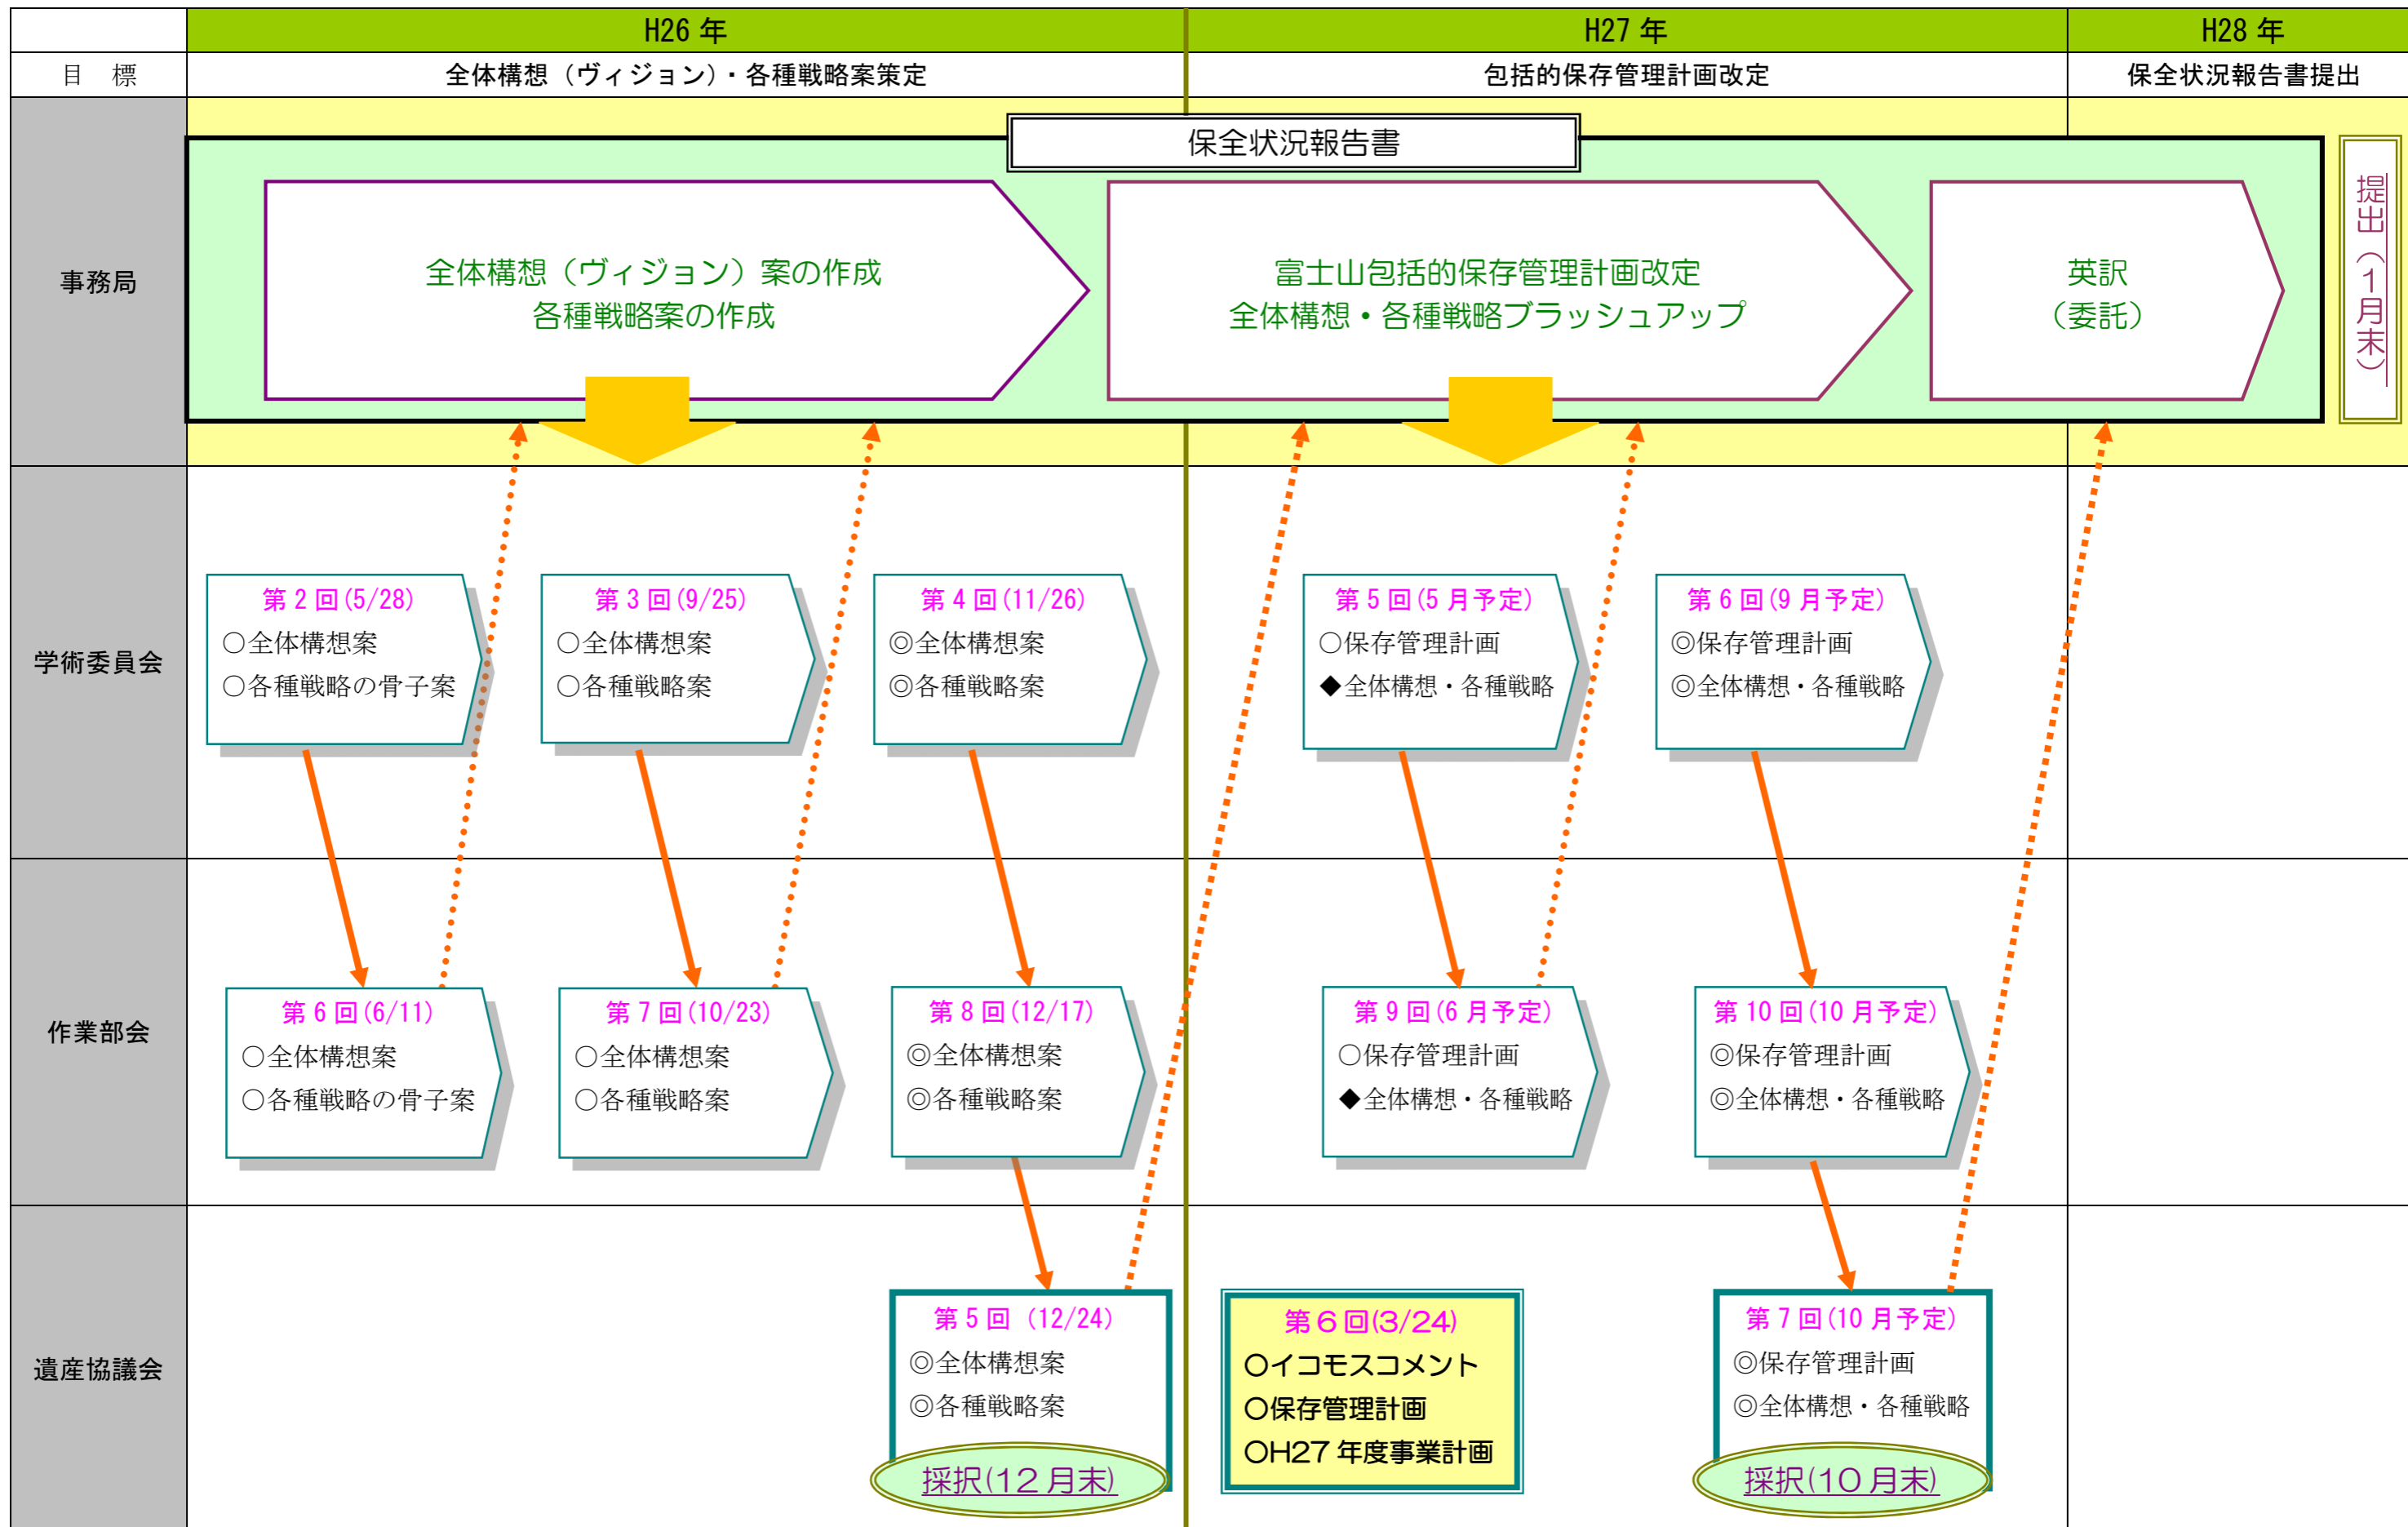 H26 年
H27 年
H28 年
目 標
全体構想（ヴィジョン）・各種戦略案策定
包括的保存管理計画改定
保全状況報告書提出
事務局
保全状況報告書
全体構想（ヴィジョン）案の作成
各種戦略案の作成
富士山包括的保存管理計画改定
全体構想・各種戦略ブラッシュアップ
英訳
（委託）
提出（１月末）
学術委員会
第 2 回(5/28)
○全体構想案
○各種戦略の骨子案
第 3 回(9/25)
○全体構想案
○各種戦略案
第 4 回(11/26)
◎全体構想案
◎各種戦略案
第 5 回(5 月予定)
○保存管理計画
◆全体構想・各種戦略
第 6 回(9 月予定)
◎保存管理計画
◎全体構想・各種戦略
作業部会
第 6 回(6/11)
○全体構想案
○各種戦略の骨子案
第 7 回(10/23)
○全体構想案
○各種戦略案
第 8 回(12/17)
◎全体構想案
◎各種戦略案
第 9 回(6 月予定)
○保存管理計画
◆全体構想・各種戦略
第 10 回(10 月予定)
◎保存管理計画
◎全体構想・各種戦略
遺産協議会
第 5 回 (12/24)
◎全体構想案
◎各種戦略案
採択(12 月末)
第 6 回(3/24)
○イコモスコメント
○保存管理計画
○H27 年度事業計画
第 7 回(10 月予定)
◎保存管理計画
◎全体構想・各種戦略
採択(10 月末)